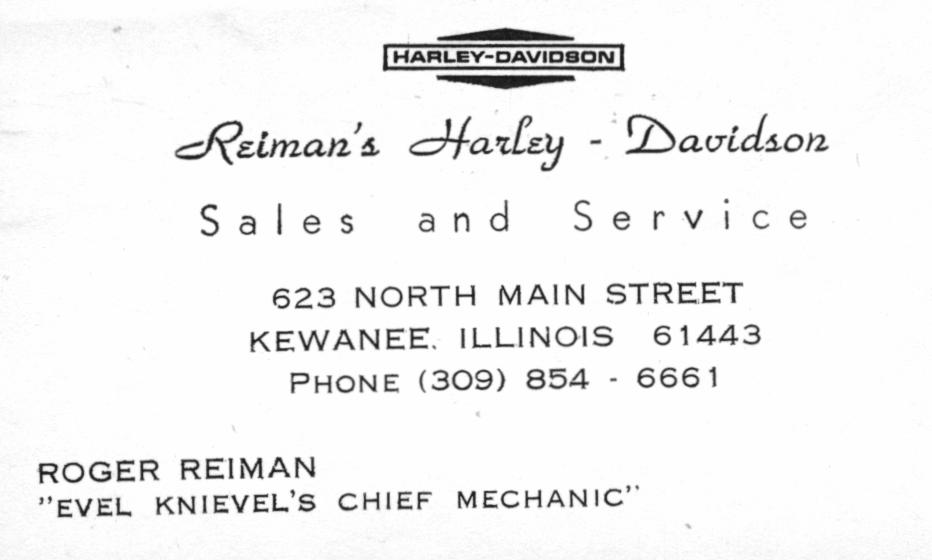 HARLEY-DAVIDSON
Reiman's Harley - Davidson
Sales and Service
623 NORTH MAIN STREET
KEWANEE, ILLINOIS 61443
PHONE (309) 854 - 6661
ROGER REIMAN
"EVEL KNIEVEL'S CHIEF MECHANIC"